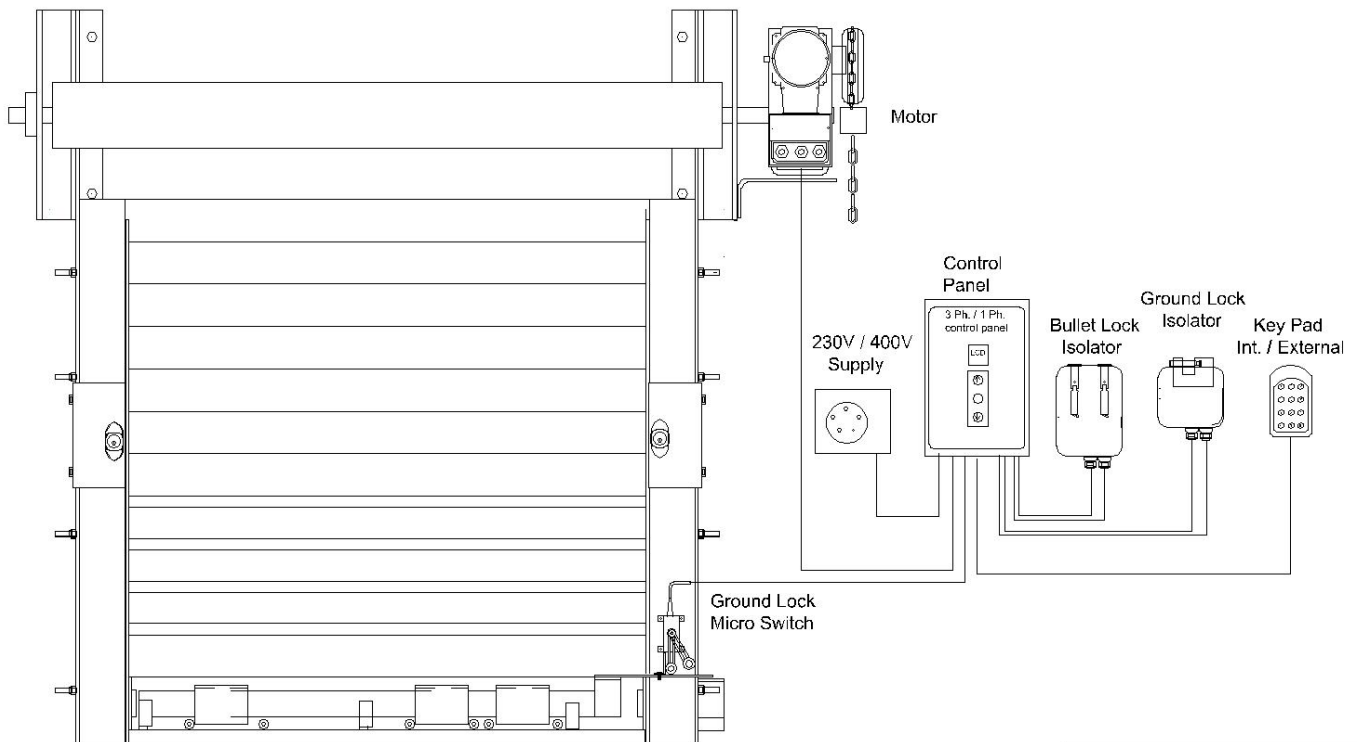 Motor
Control
Panel
3 Ph. / 1 Ph.
control panel
LCD
230V / 400V
Supply
Bullet Lock
Isolator
Ground Lock
Isolator
Key Pad
Int. / External
Ground Lock
Micro Switch